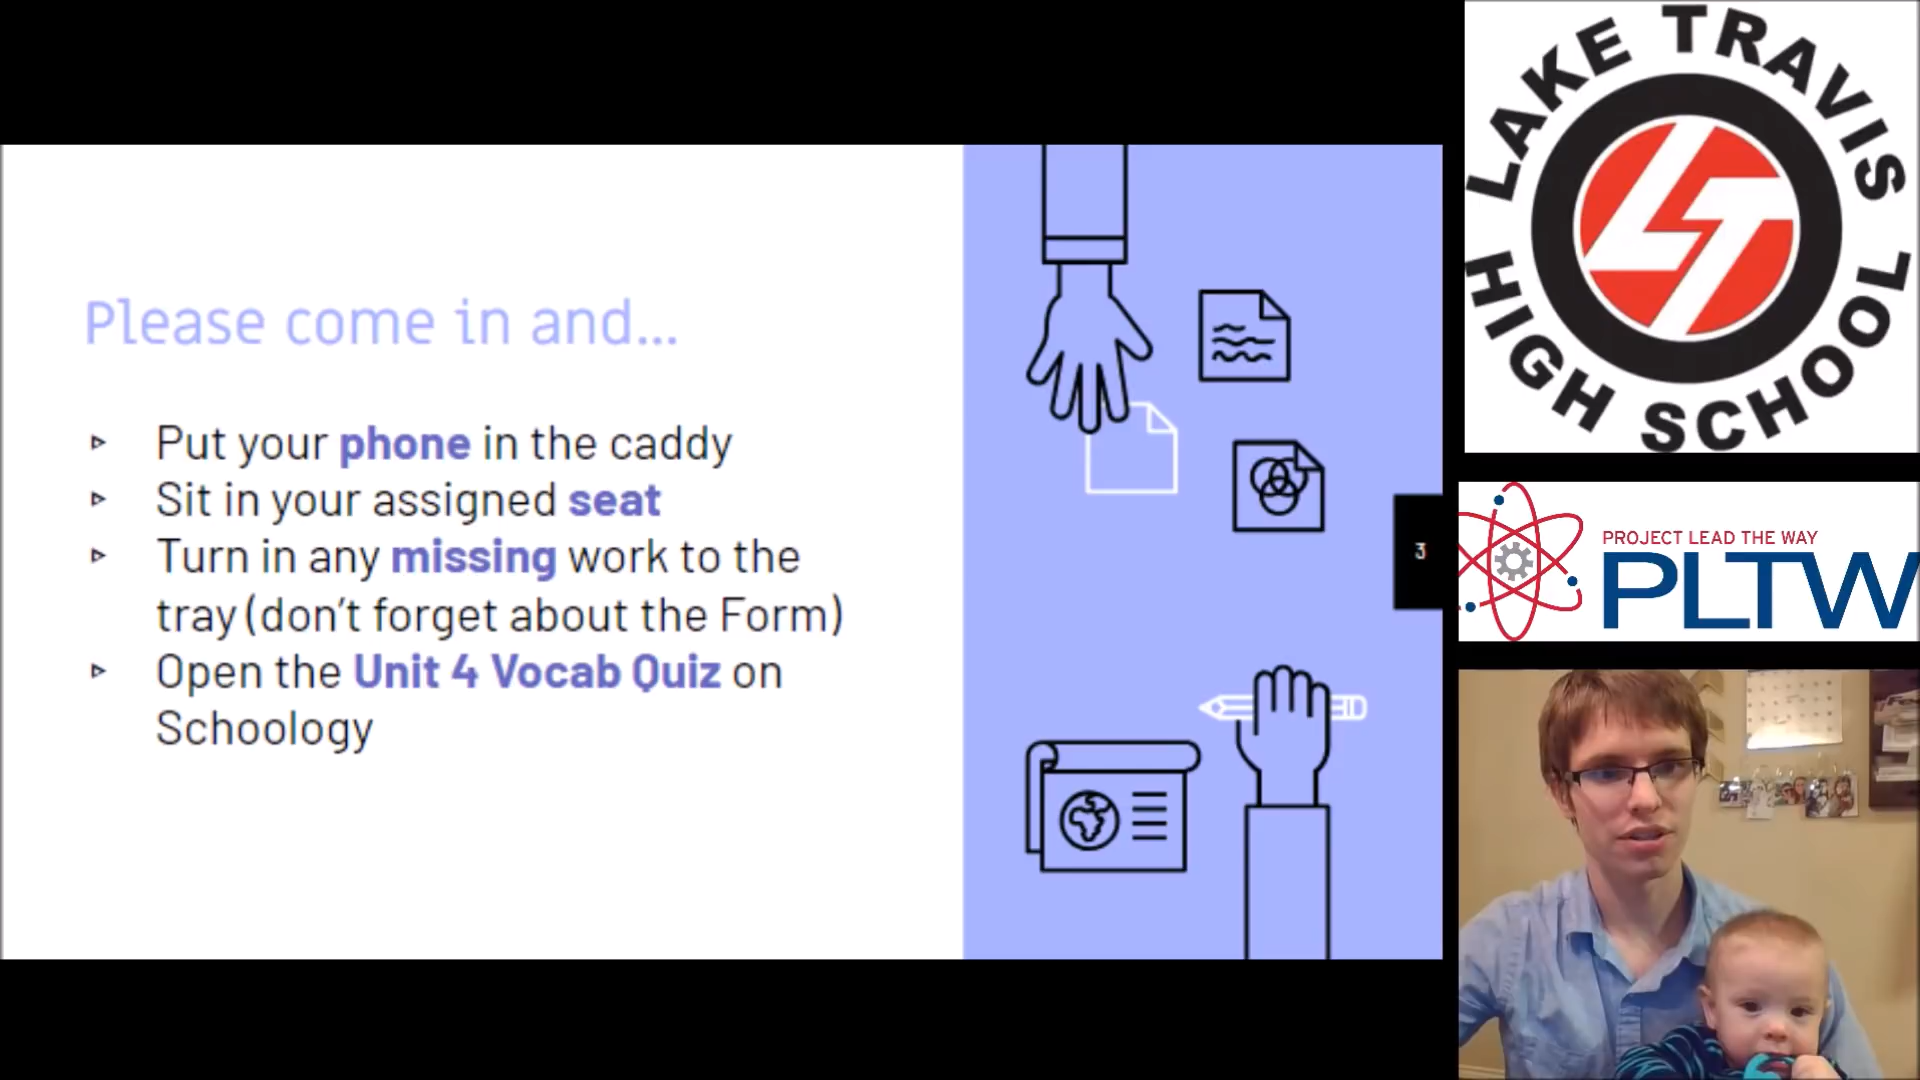 Please come in and...
Put your phone in the caddy
Sit in your assigned seat
Turn in any missing work to the
tray (don't forget about the Form)
Open the Unit 4 Vocab Quiz on
Schoology
3
LAKE TRAVIS
LT
HIGH SCHOOL
PROJECT LEAD THE WAY
PLTW